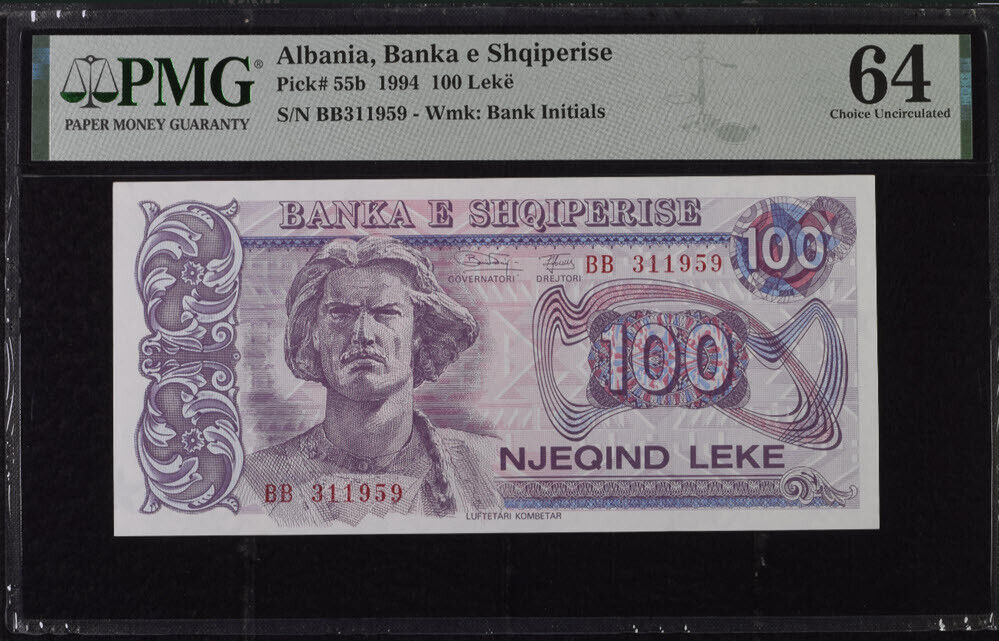 PMG®
PAPER MONEY GUARANTY
Albania, Banka e Shqiperise
Pick# 55b 1994 100 Lekë
S/N BB311959 - Wmk: Bank Initials
64
Choice Uncirculated
BANKA E SHQIPERISE
100
GOVERNATORI DREJTORI
BB 311959
100
NJEQIND LEKE
BB 311959
LUFTETARI KOMBETAR